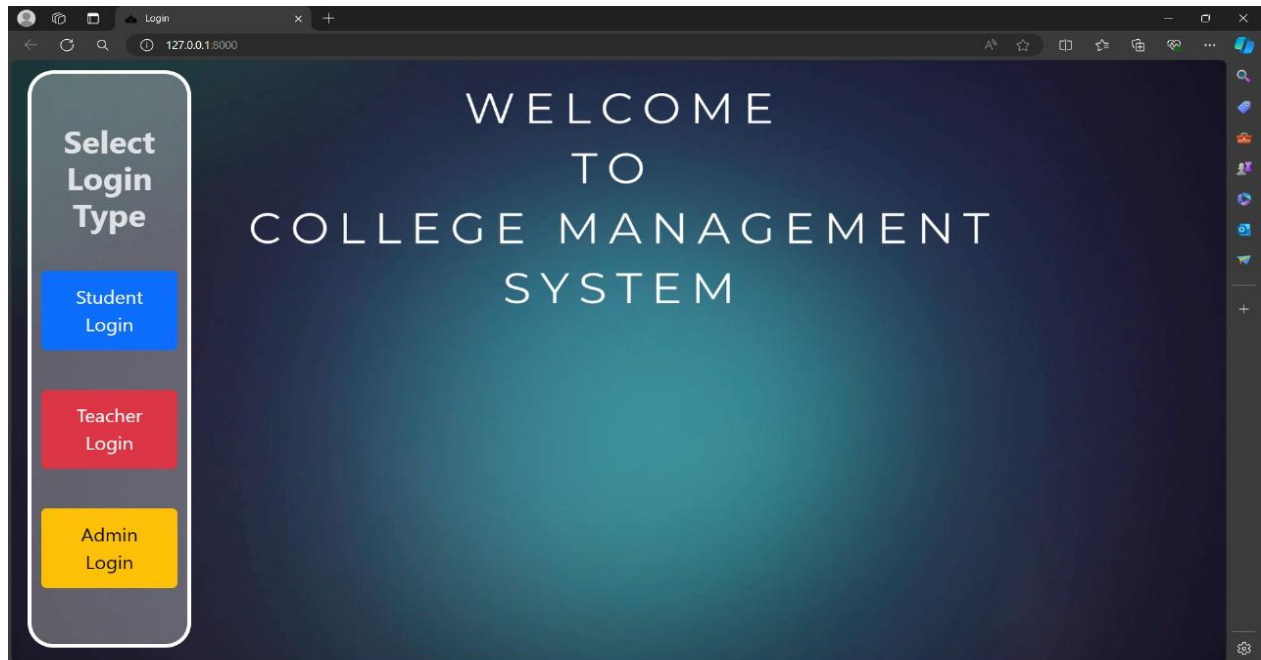 Login
127.0.0.1:8000
Select
Login
Type
Student
Login
Teacher
Login
Admin
Login
WELCOME
TO
COLLEGE MANAGEMENT
SYSTEM